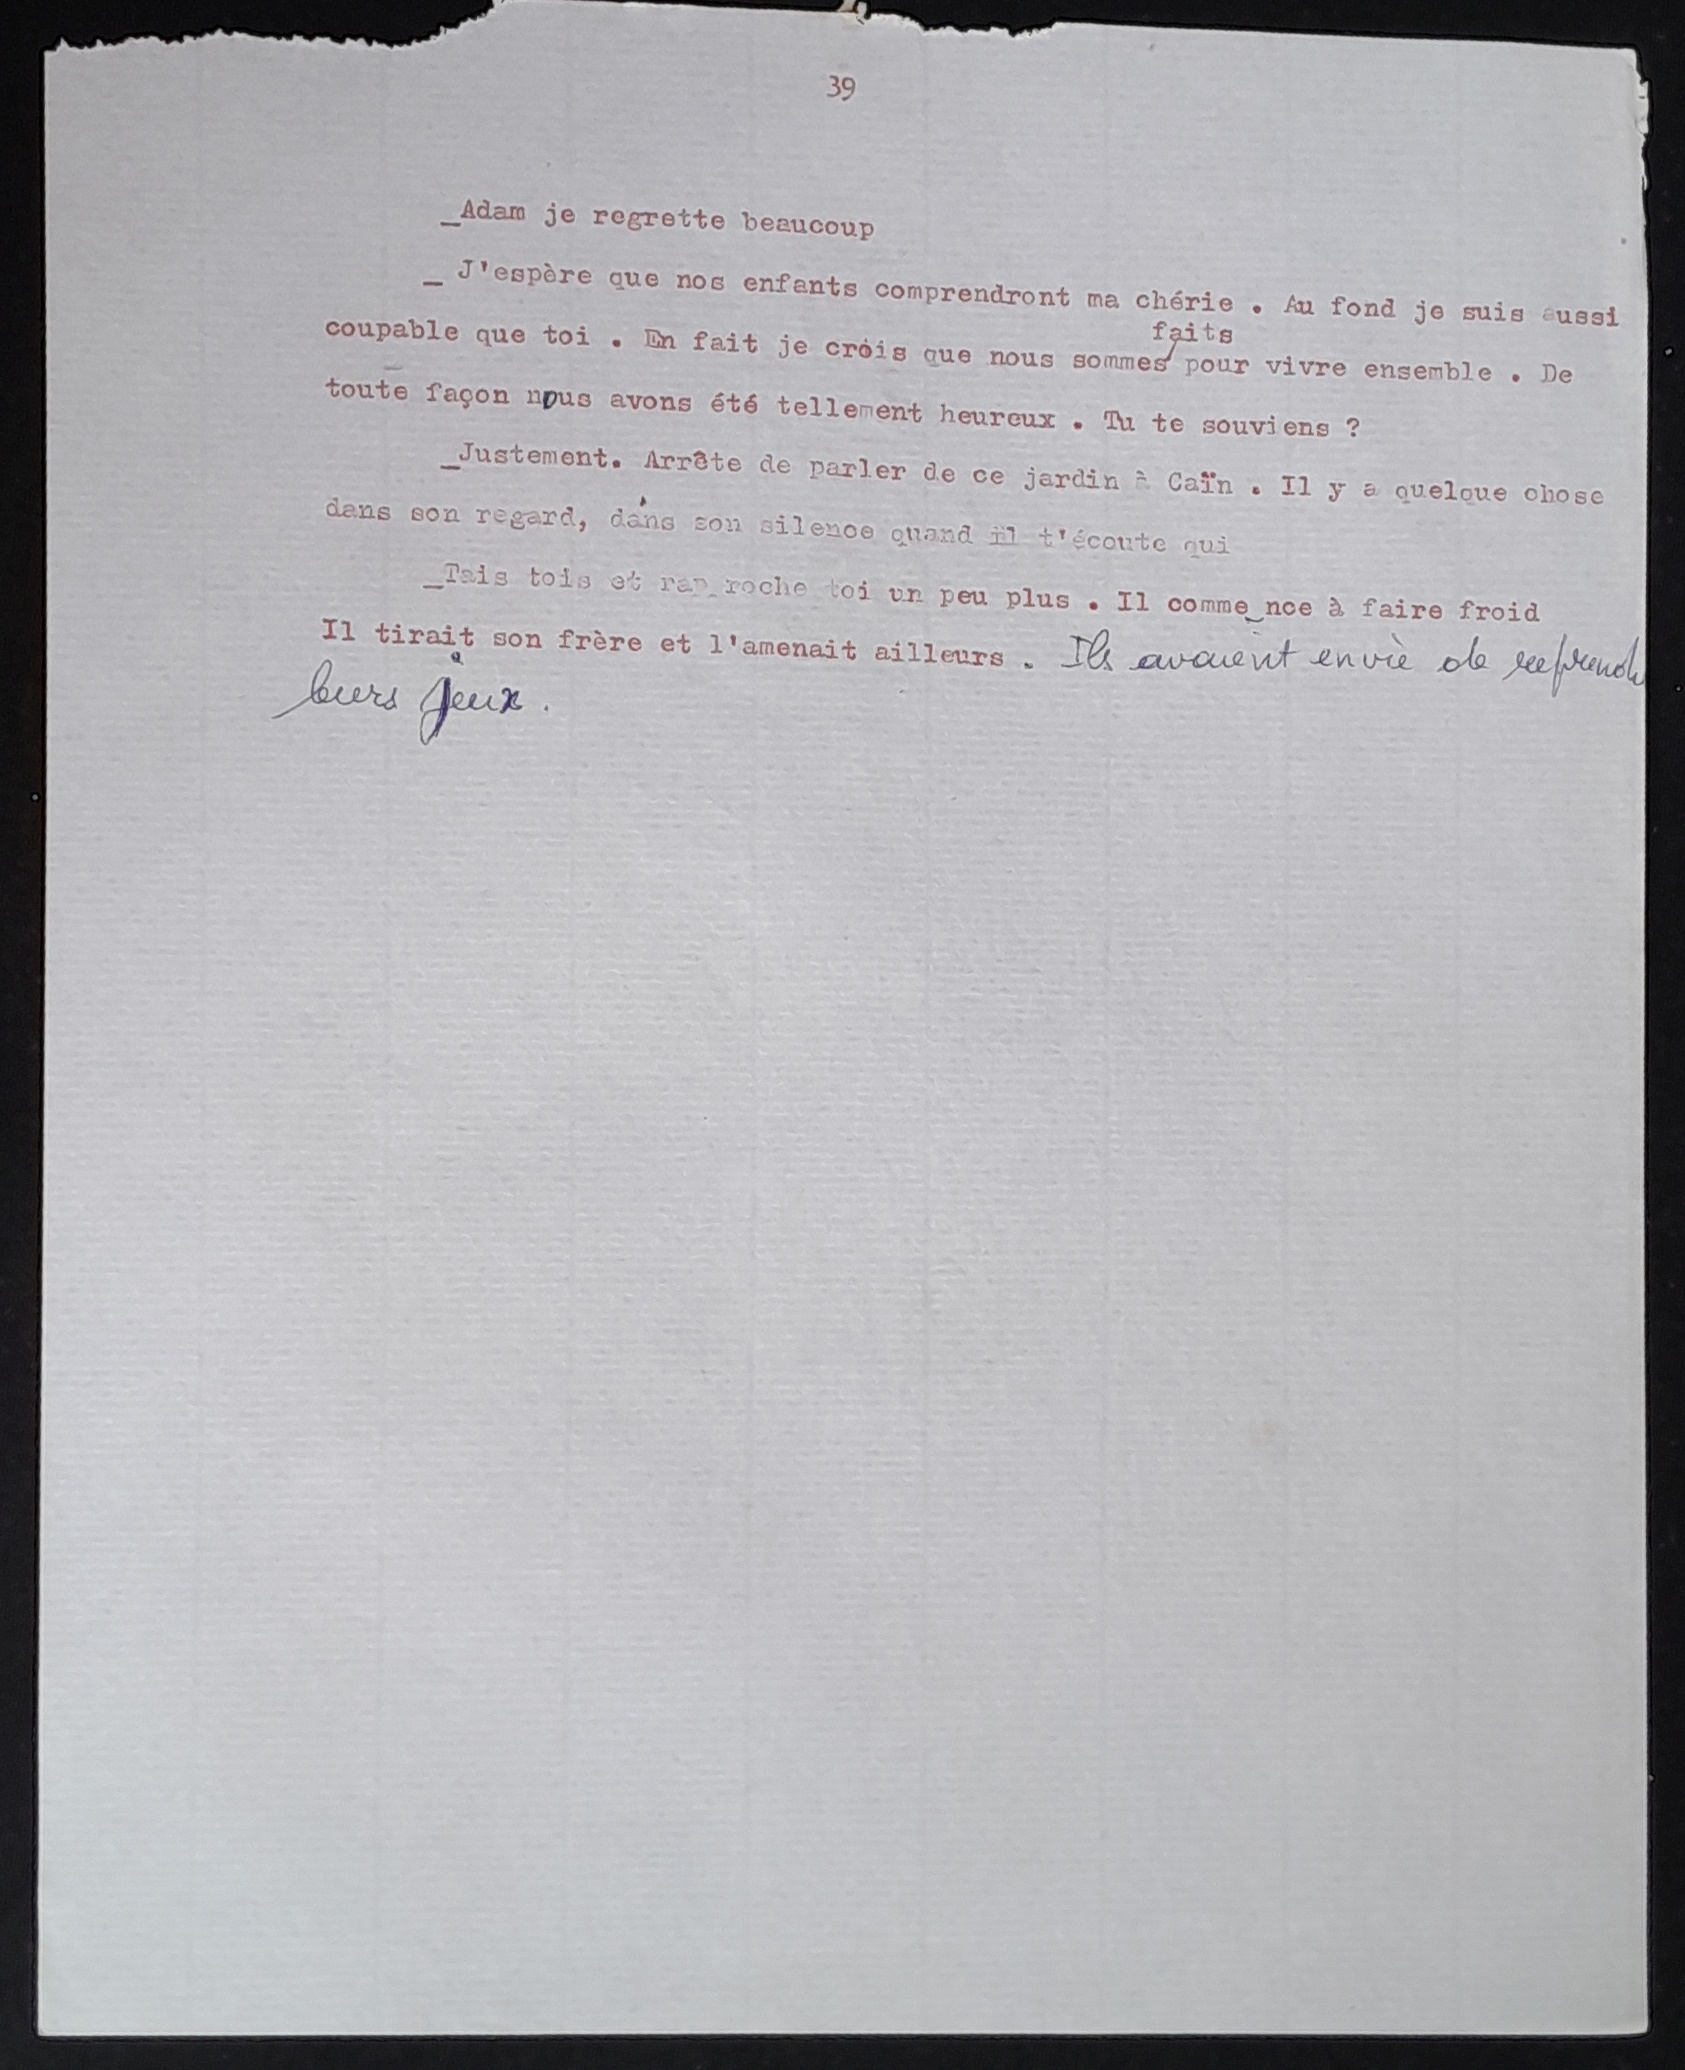 39
_Adam je regrette beaucoup
_ J'espère que nos enfants comprendront ma chérie . Au fond je suis aussi
faits
coupable que toi . En fait je crois que nous sommes pour vivre ensemble . De
toute façon nous avons été tellement heureux . Tu te souviens ?
_Justement. Arrête de parler de ce jardin à Caïn . Il y a quelque chose
dans son regard, dans son silence quand il t'écoute qui
_Tais tois et rap roche toi un peu plus . Il comme nce à faire froid
Il tirait son frère et l'amenait ailleurs . Ils avaient envie de reprendre
leurs jeux .